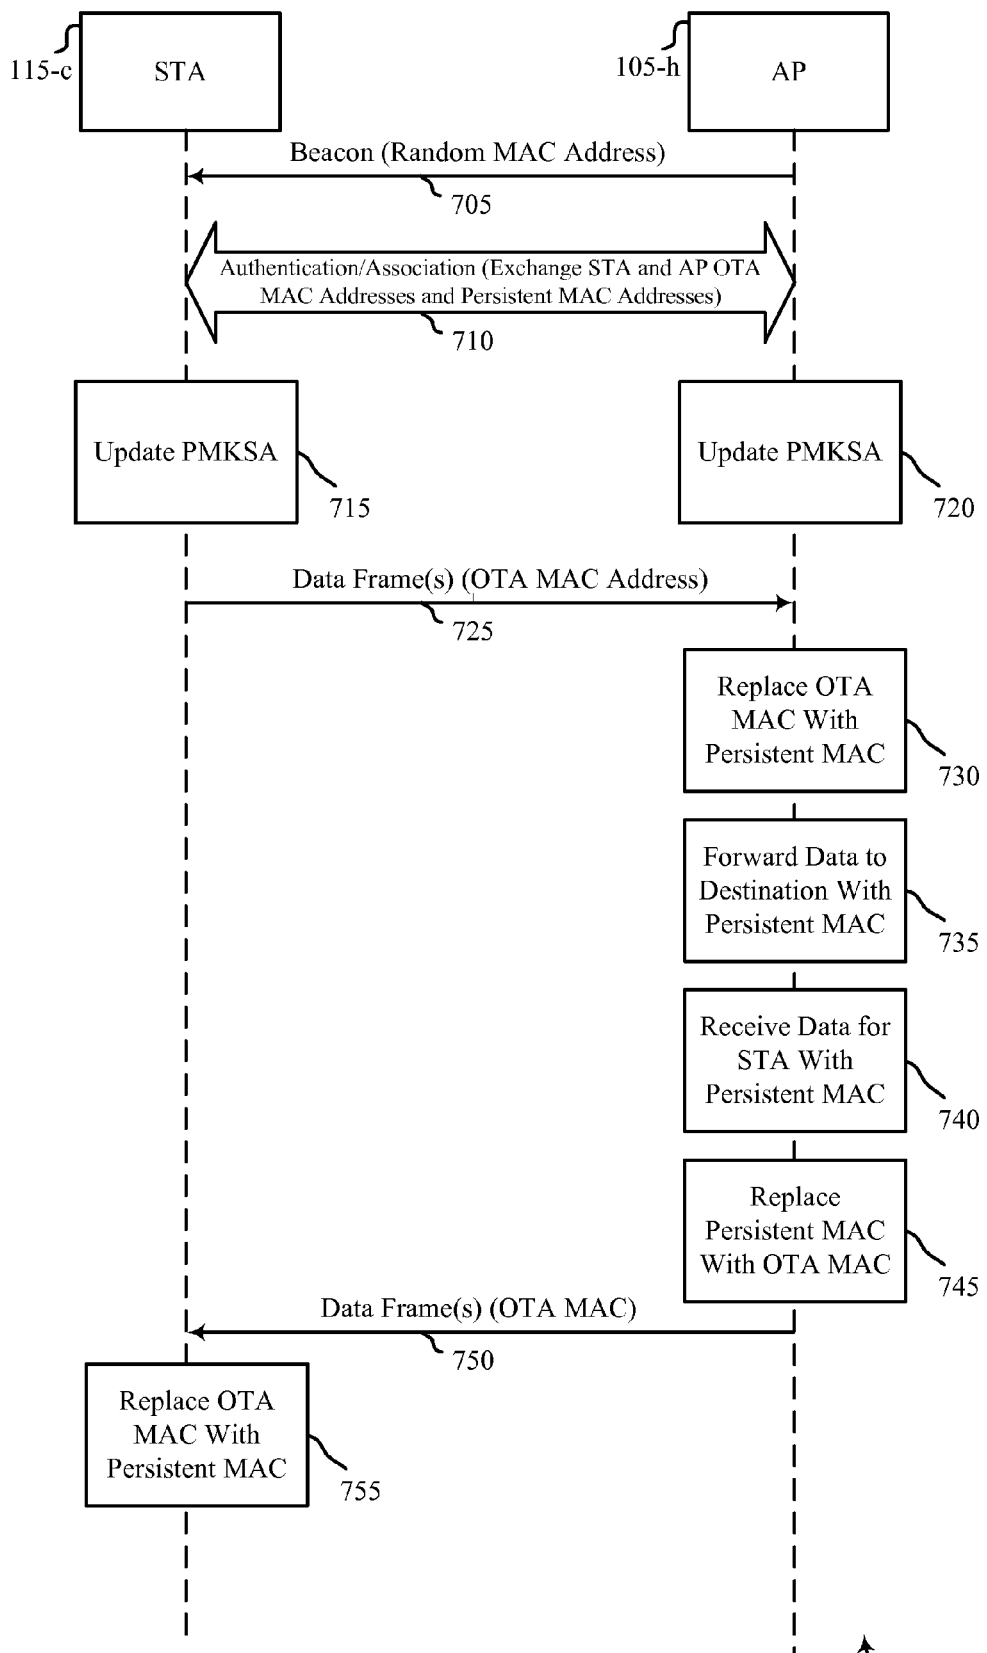 115-c
STA
105-h
AP
Beacon (Random MAC Address)
705
Authentication/Association (Exchange STA and AP OTA
MAC Addresses and Persistent MAC Addresses)
710
Update PMKSA
715
Update PMKSA
720
Data Frame(s) (OTA MAC Address)
725
Replace OTA
MAC With
Persistent MAC
730
Forward Data to
Destination With
Persistent MAC
735
Receive Data for
STA With
Persistent MAC
740
Replace
Persistent MAC
With OTA MAC
745
Data Frame(s) (OTA MAC)
750
Replace OTA
MAC With
Persistent MAC
755